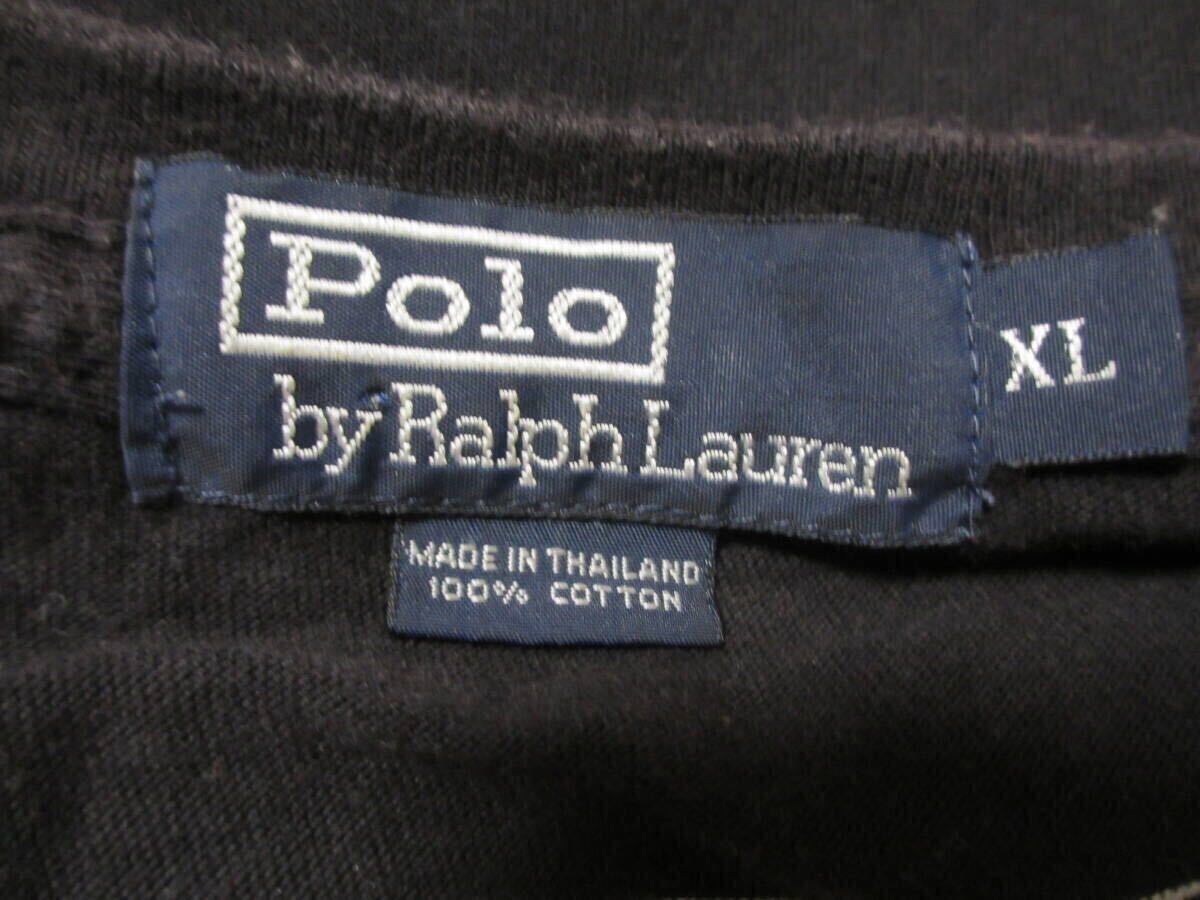 Polo
by Ralph Lauren
XL
MADE IN THAILAND
100% COTTON